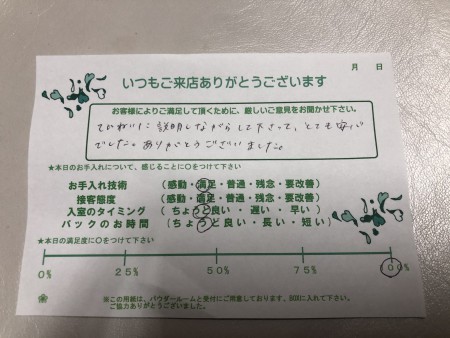 月 日
いつもご来店ありがとうございます
お客様によりご満足して頂くために、厳しいご意見をお聞かせ下さい。
ていねいに説明しながらして下さって、とても安心
でした。ありがとうございました。
★本日のお手入れについて、感じることに○をつけて下さい
お手入れ技術 (感動・満足・普通・残念・要改善)
接客態度 (感動・満足・普通・残念・要改善)
入室のタイミング (ちょうど良い・遅い・早い)
パックのお時間 (ちょうど良い・長い・短い)
★本日の満足度に○をつけて下さい
0% 25% 50% 75% 100%
※この用紙は、パウダールームと受付にご用意しております。BOXに入れて下さい。
ご協力ありがとうございました。